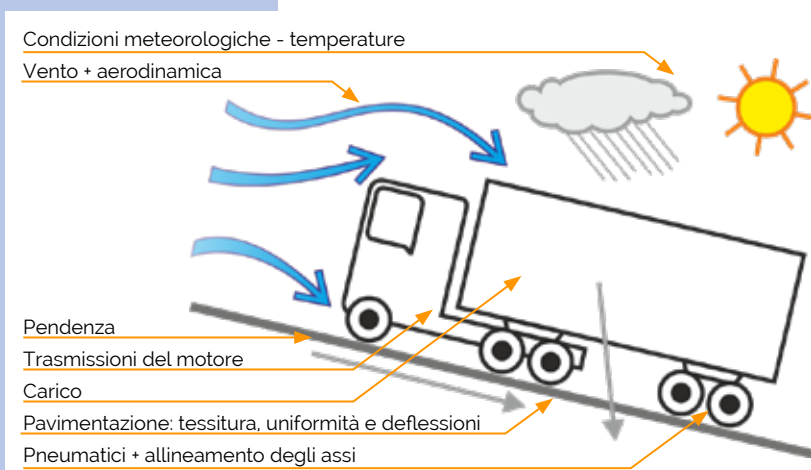 Condizioni meteorologiche - temperature
Vento + aerodinamica
Pendenza
Trasmissioni del motore
Carico
Pavimentazione: tessitura, uniformità e deflessioni
Pneumatici + allineamento degli assi